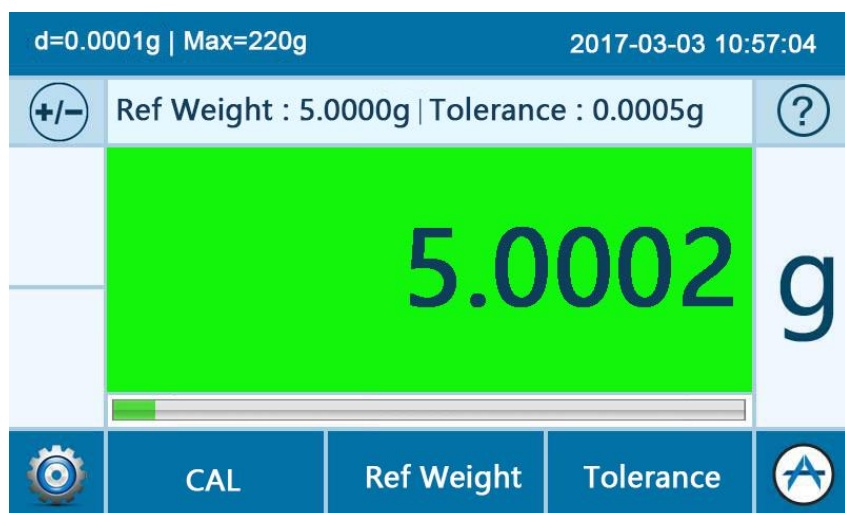 d=0.0001g | Max=220g 2017-03-03 10:57:04
+/− Ref Weight : 5.0000g | Tolerance : 0.0005g ?
5.0002 g
CAL Ref Weight Tolerance